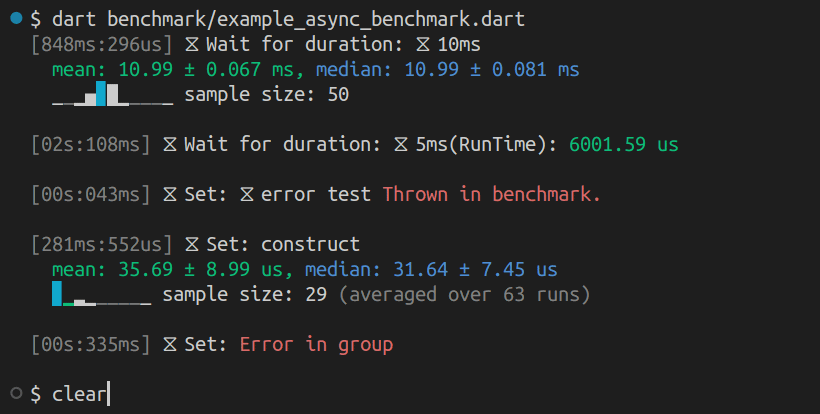 $ dart benchmark/example_async_benchmark.dart
[848ms:296us] ⧖ Wait for duration: ⧖ 10ms
mean: 10.99 ± 0.067 ms, median: 10.99 ± 0.081 ms
sample size: 50
[02s:108ms] ⧖ Wait for duration: ⧖ 5ms(RunTime): 6001.59 us
[00s:043ms] ⧖ Set: ⧖ error test Thrown in benchmark.
[281ms:552us] ⧖ Set: construct
mean: 35.69 ± 8.99 us, median: 31.64 ± 7.45 us
sample size: 29 (averaged over 63 runs)
[00s:335ms] ⧖ Set: Error in group
$ clear